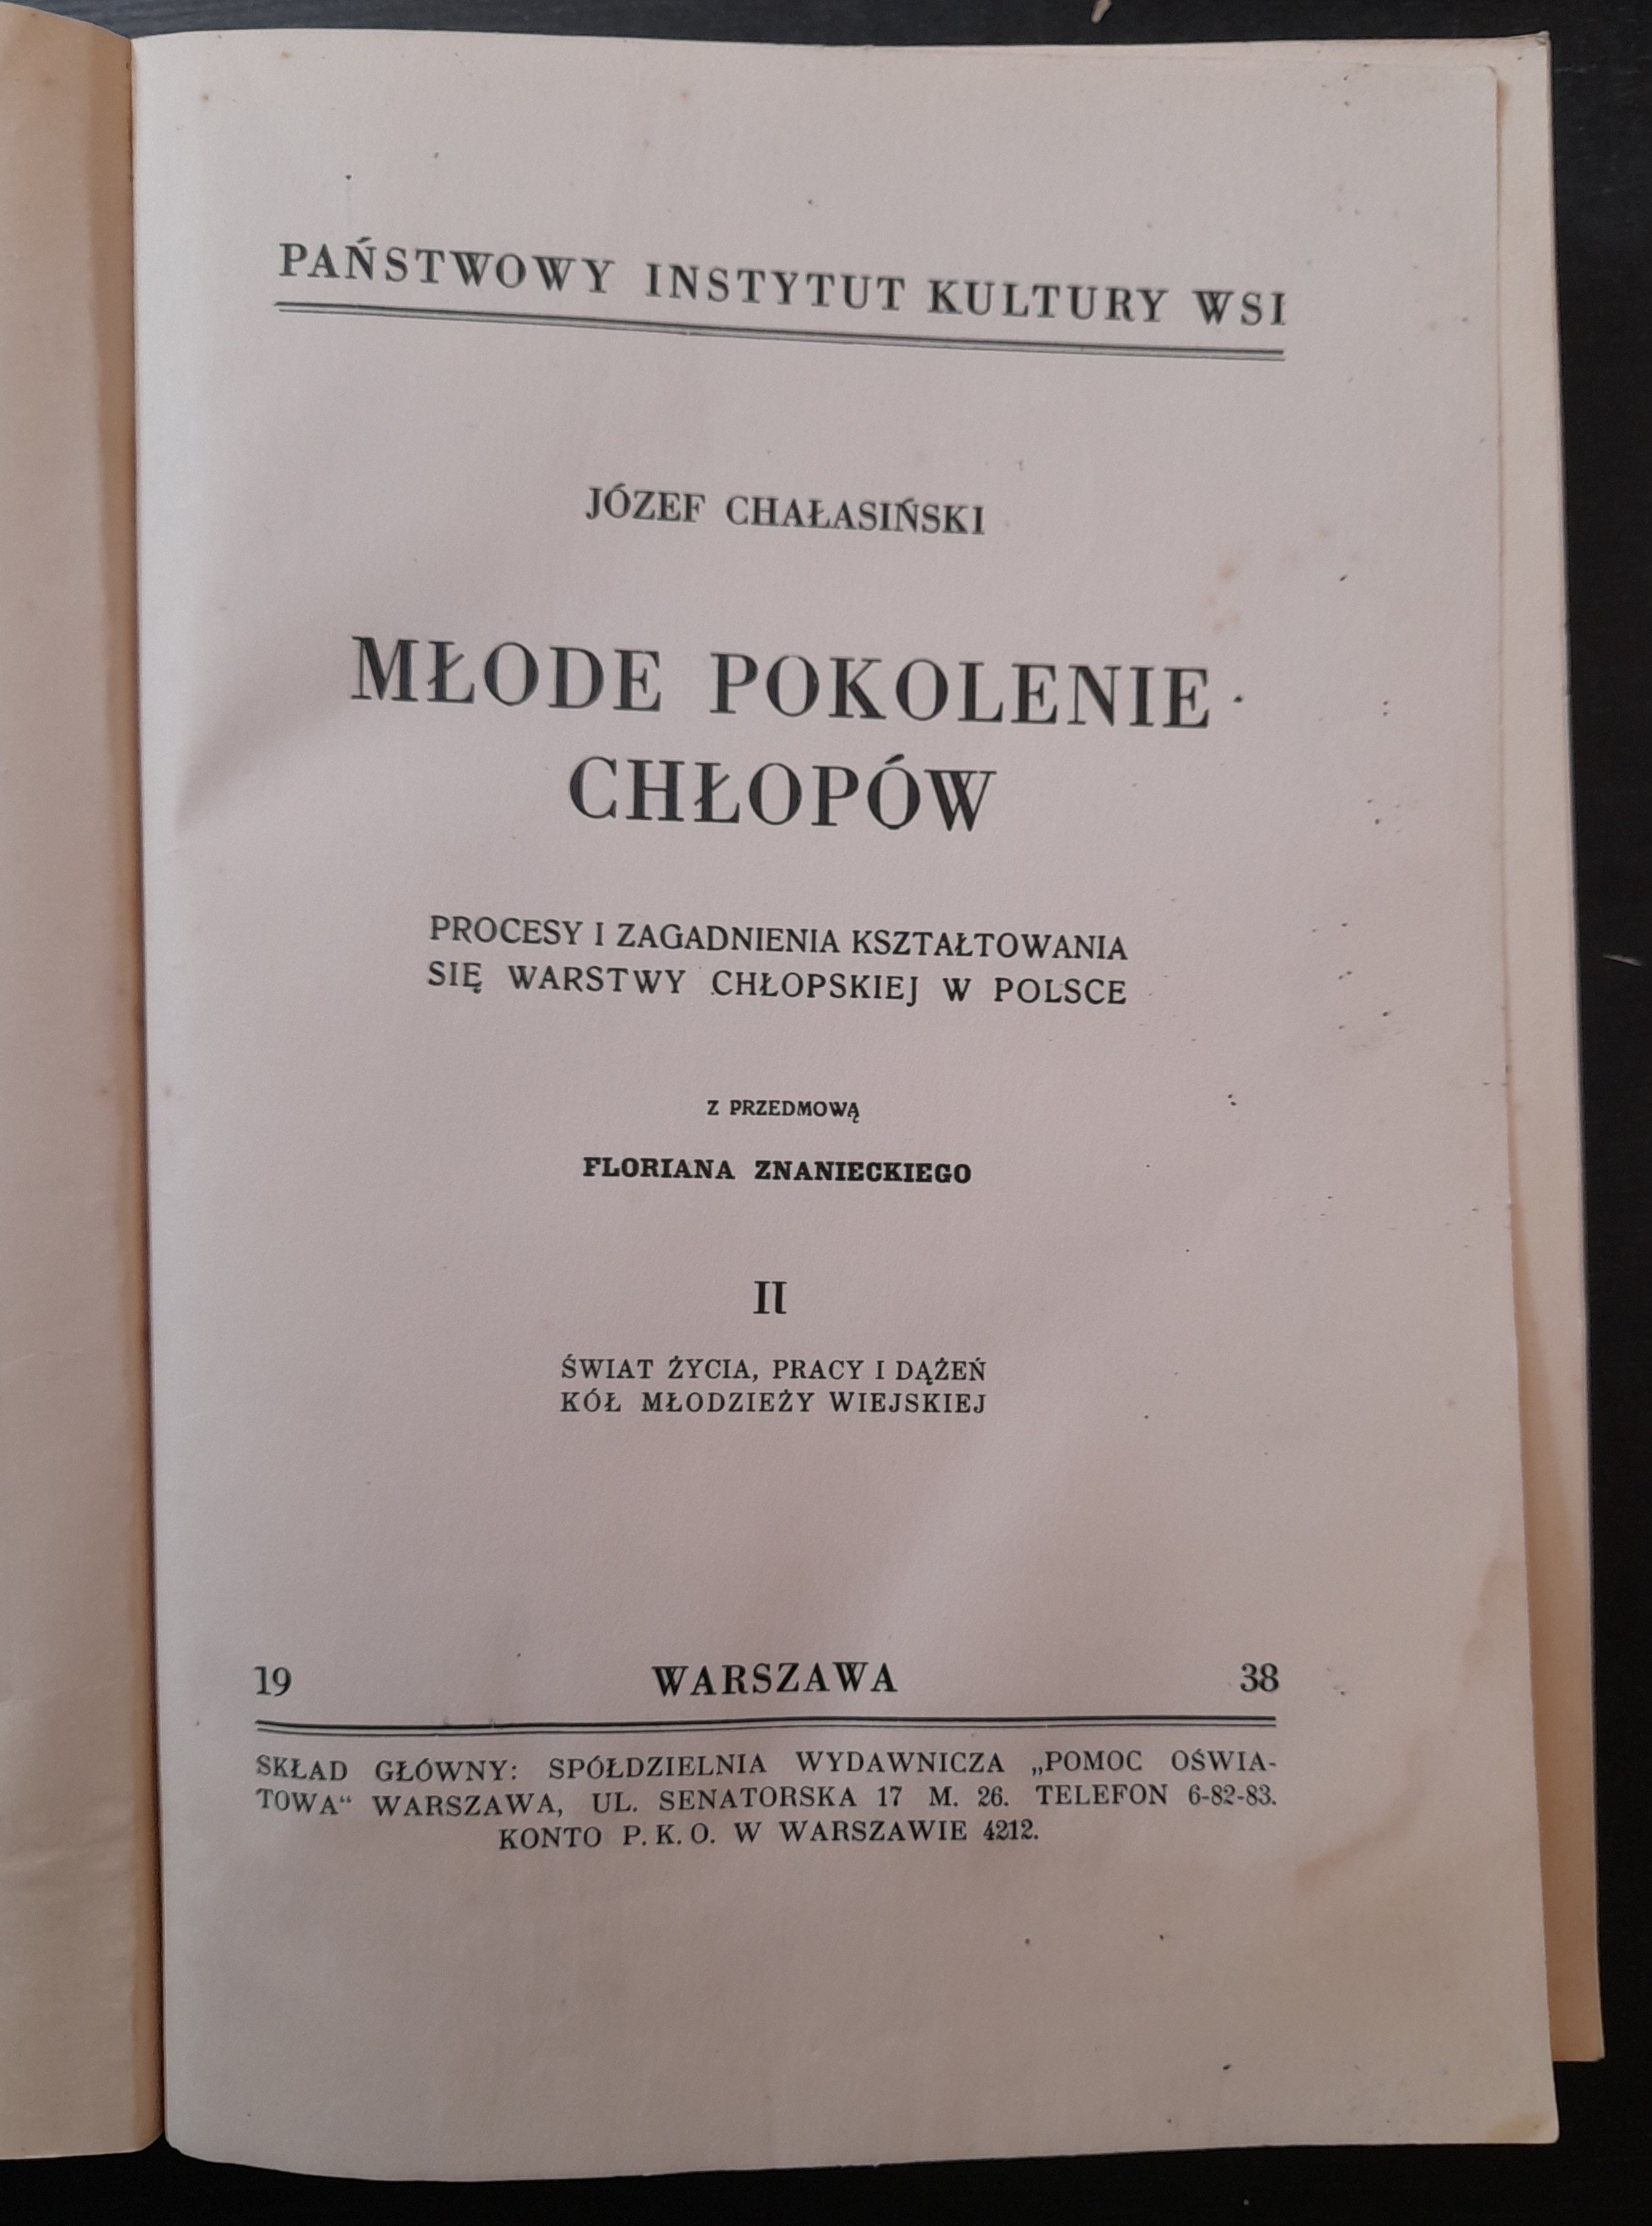 PAŃSTWOWY INSTYTUT KULTURY WSI
JÓZEF CHAŁASIŃSKI
MŁODE POKOLENIE
CHŁOPÓW
PROCESY I ZAGADNIENIA KSZTAŁTOWANIA
SIĘ WARSTWY CHŁOPSKIEJ W POLSCE
Z PRZEDMOWĄ
FLORIANA ZNANIECKIEGO
II
ŚWIAT ŻYCIA, PRACY I DĄŻEŃ
KÓŁ MŁODZIEŻY WIEJSKIEJ
19 WARSZAWA 38
SKŁAD GŁÓWNY: SPÓŁDZIELNIA WYDAWNICZA „POMOC OŚWIA-
TOWA“ WARSZAWA, UL. SENATORSKA 17 M. 26. TELEFON 6-82-83.
KONTO P. K. O. W WARSZAWIE 4212.